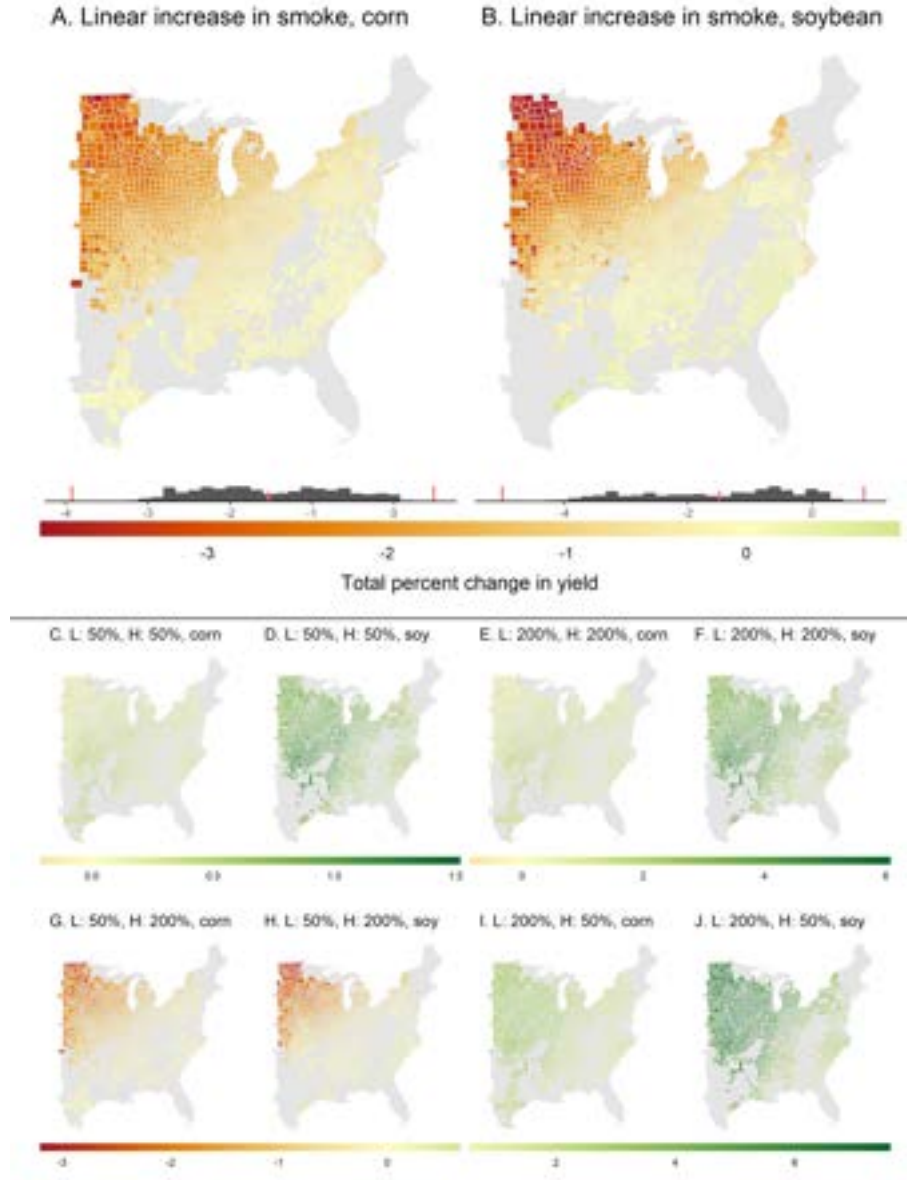 A. Linear increase in smoke, corn
B. Linear increase in smoke, soybean
-4 -3 -2 -1 0
-4 -2 0
-3 -2 -1 0
Total percent change in yield
C. L: 50%, H: 50%, corn
D. L: 50%, H: 50%, soy
E. L: 200%, H: 200%, corn
F. L: 200%, H: 200%, soy
0.0 0.5 1.0 1.5
0 2 4 6
G. L: 50%, H: 200%, corn
H. L: 50%, H: 200%, soy
I. L: 200%, H: 50%, corn
J. L: 200%, H: 50%, soy
-3 -2 -1 0
2 4 6